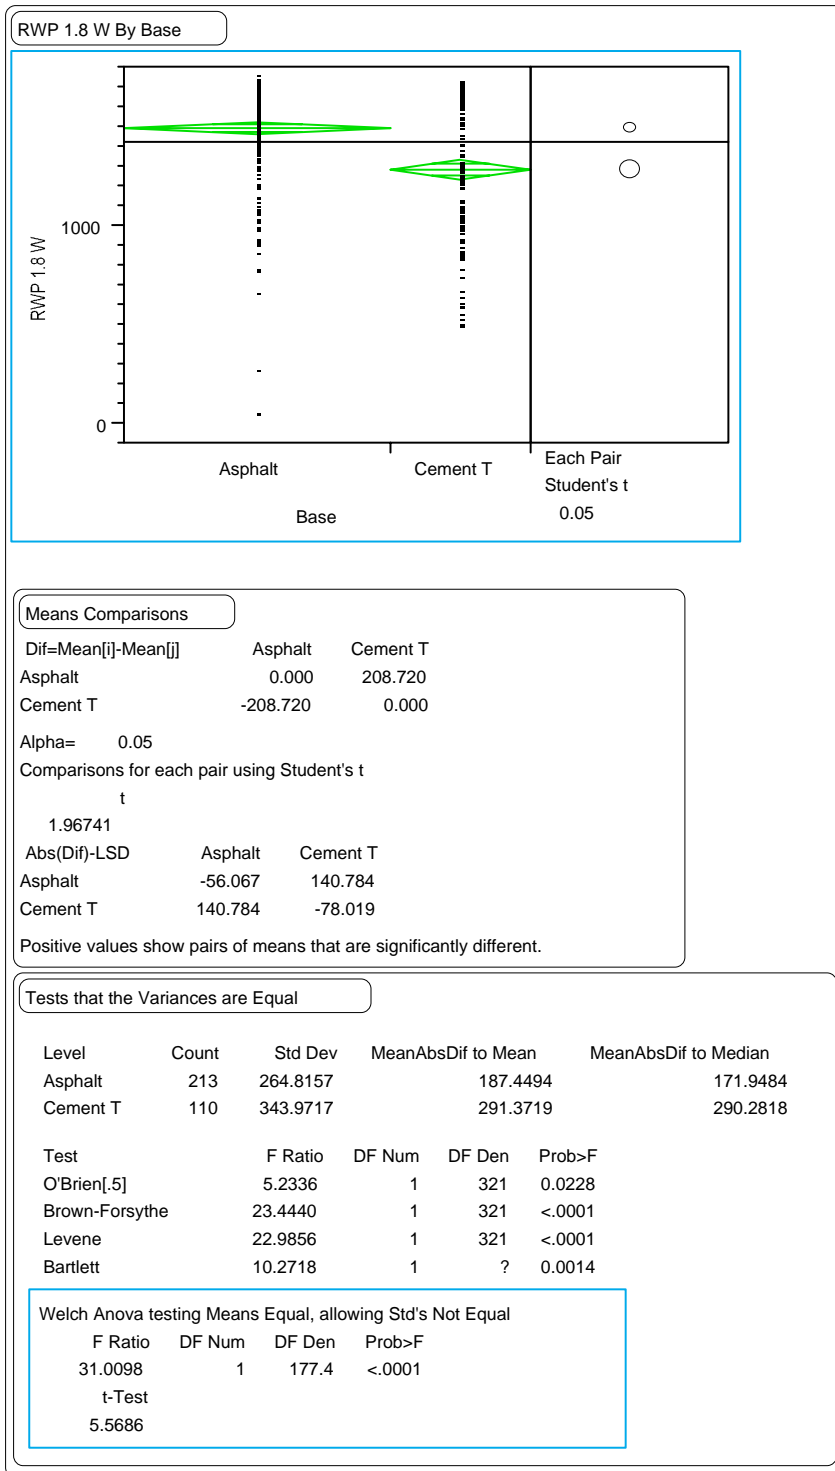 RWP 1.8 W By Base
RWP 1.8 W
1000
0
Asphalt Cement T
Each Pair
Student's t
0.05
Base
Means Comparisons
Dif=Mean[i]-Mean[j] Asphalt Cement T
Asphalt 0.000 208.720
Cement T -208.720 0.000
Alpha= 0.05
Comparisons for each pair using Student's t
t
1.96741
Abs(Dif)-LSD Asphalt Cement T
Asphalt -56.067 140.784
Cement T 140.784 -78.019
Positive values show pairs of means that are significantly different.
Tests that the Variances are Equal
Level Count Std Dev MeanAbsDif to Mean MeanAbsDif to Median
Asphalt 213 264.8157 187.4494 171.9484
Cement T 110 343.9717 291.3719 290.2818
Test F Ratio DF Num DF Den Prob>F
O'Brien[.5] 5.2336 1 321 0.0228
Brown-Forsythe 23.4440 1 321 <.0001
Levene 22.9856 1 321 <.0001
Bartlett 10.2718 1 ? 0.0014
Welch Anova testing Means Equal, allowing Std's Not Equal
F Ratio DF Num DF Den Prob>F
31.0098 1 177.4 <.0001
t-Test
5.5686